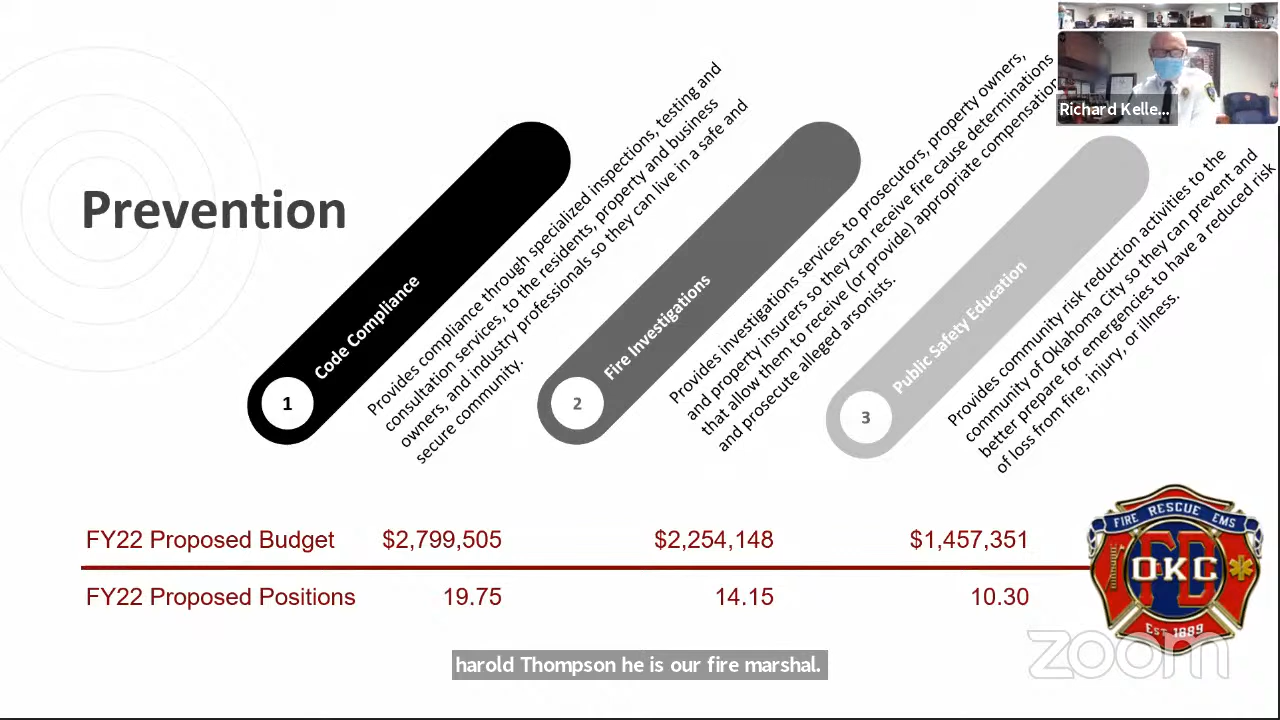 Prevention
1
Code Compliance
Provides compliance through specialized inspections, testing and
consultation services, to the residents, property and business
owners, and industry professionals so they can live in a safe and
secure community.
2
Fire Investigations
Provides investigations services to prosecutors, property owners,
and property insurers so they can receive fire cause determinations
that allow them to receive (or provide) appropriate compensation
and prosecute alleged arsonists.
3
Public Safety Education
Provides community risk reduction activities to the
community of Oklahoma City so they can prevent and
better prepare for emergencies to have a reduced risk
of loss from fire, injury, or illness.
Richard Kelle...
FY22 Proposed Budget $2,799,505 $2,254,148 $1,457,351
FY22 Proposed Positions 19.75 14.15 10.30
FIRE RESCUE EMS
FD
OKC
EST 1889
zoom
harold Thompson he is our fire marshal.